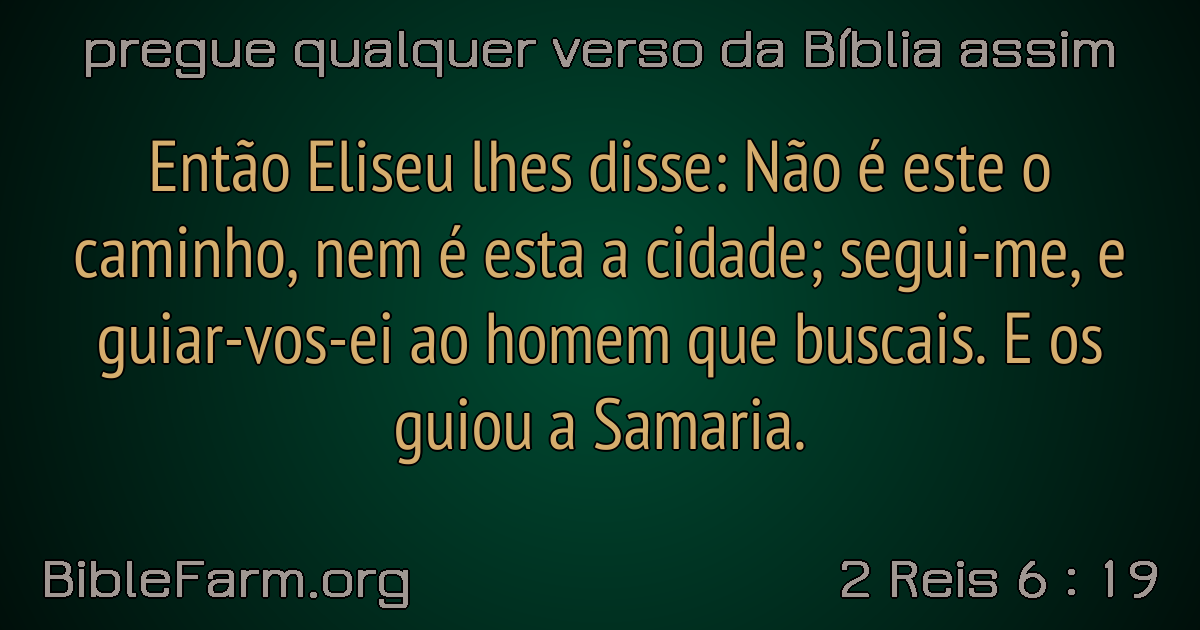 pregue qualquer verso da Bíblia assim
Então Eliseu lhes disse: Não é este o
caminho, nem é esta a cidade; segui-me, e
guiar-vos-ei ao homem que buscais. E os
guiou a Samaria.
BibleFarm.org
2 Reis 6 : 19